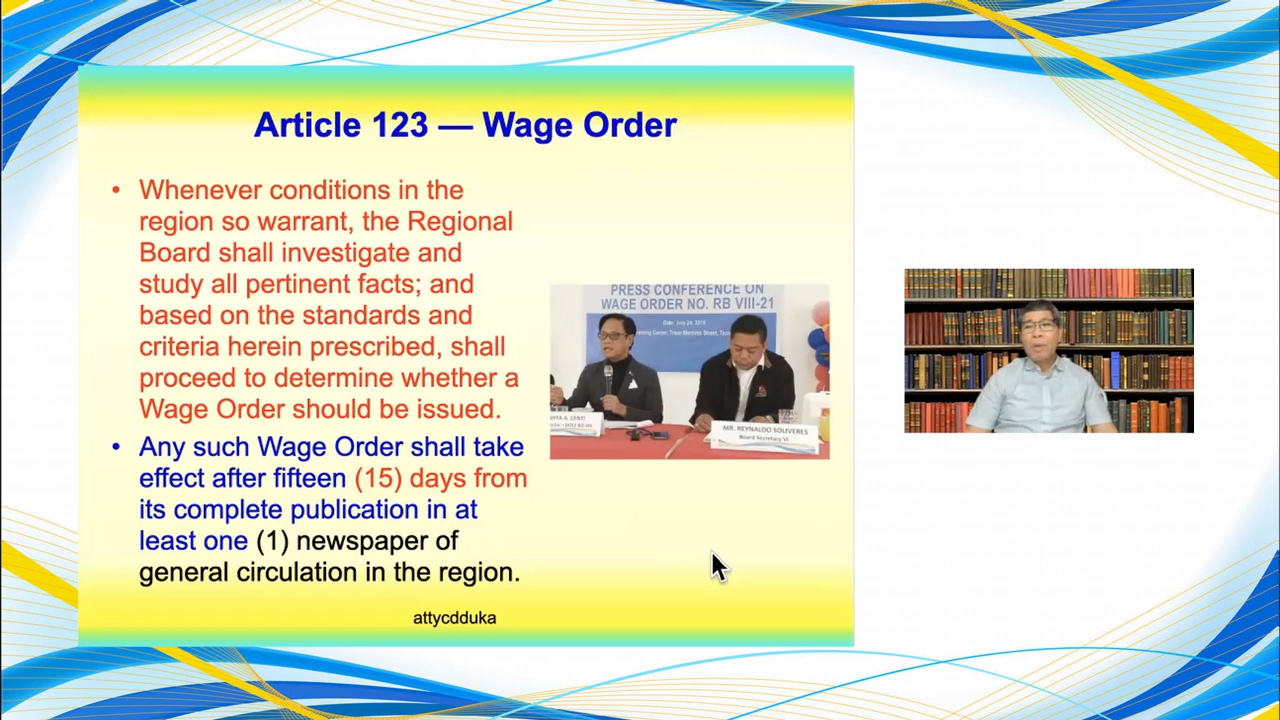 Article 123 — Wage Order
• Whenever conditions in the
region so warrant, the Regional
Board shall investigate and
study all pertinent facts; and
based on the standards and
criteria herein prescribed, shall
proceed to determine whether a
Wage Order should be issued.
• Any such Wage Order shall take
effect after fifteen (15) days from
its complete publication in at
least one (1) newspaper of
general circulation in the region.
attycdduka
PRESS CONFERENCE ON
WAGE ORDER NO. RB VIII-21
MR. REYNALDO SOLIVERES
Board Secretary VI